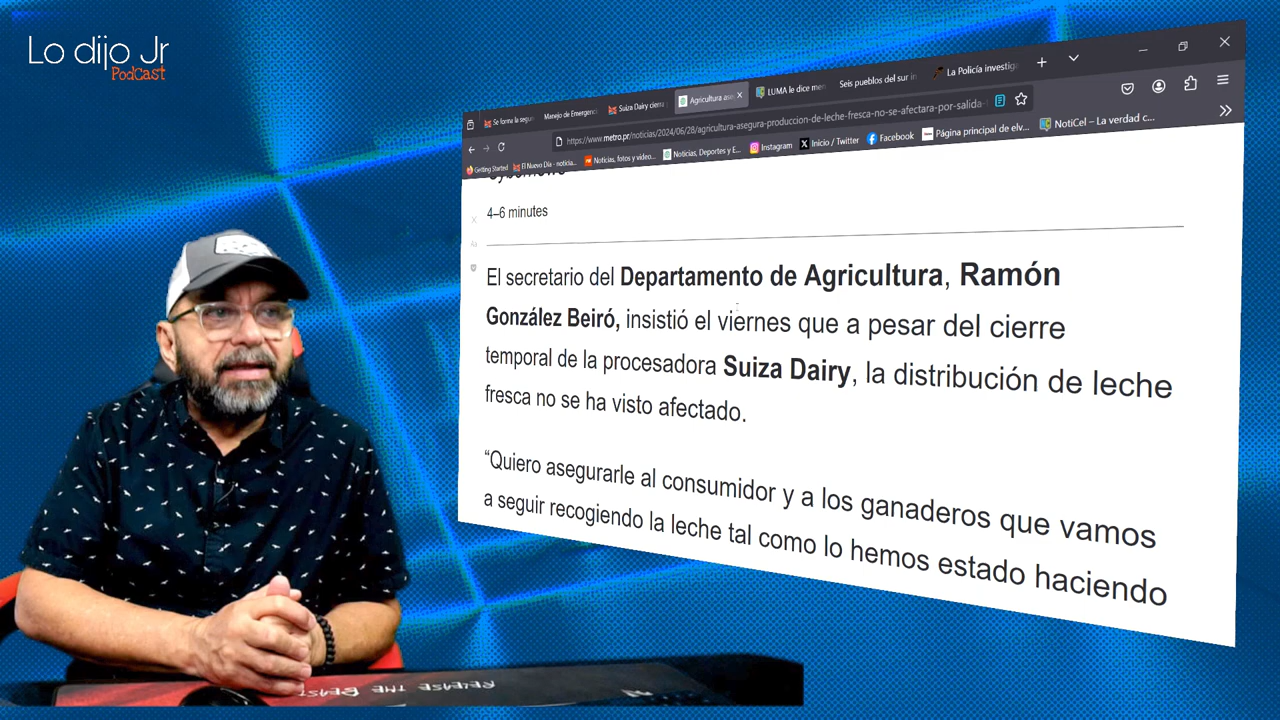 Lo dijo Jr
PodCast
Se forma la segun
Manejo de Emergenci
Suiza Dairy cierra
Agricultura ase
LUMA le dice men
Seis pueblos del sur in
La Policía investiga
https://www.metro.pr/noticias/2024/06/28/agricultura-asegura-produccion-de-leche-fresca-no-se-afectara-por-salida-
Getting Started
El Nuevo Día - noticia...
Noticias, fotos y video...
Noticias, Deportes y E...
Instagram
Inicio / Twitter
Facebook
Página principal de elv...
NotiCel – La verdad c...
4–6 minutes
El secretario del Departamento de Agricultura, Ramón
González Beiró, insistió el viernes que a pesar del cierre
temporal de la procesadora Suiza Dairy, la distribución de leche
fresca no se ha visto afectado.
“Quiero asegurarle al consumidor y a los ganaderos que vamos
a seguir recogiendo la leche tal como lo hemos estado haciendo
RELEASE THE BEAST